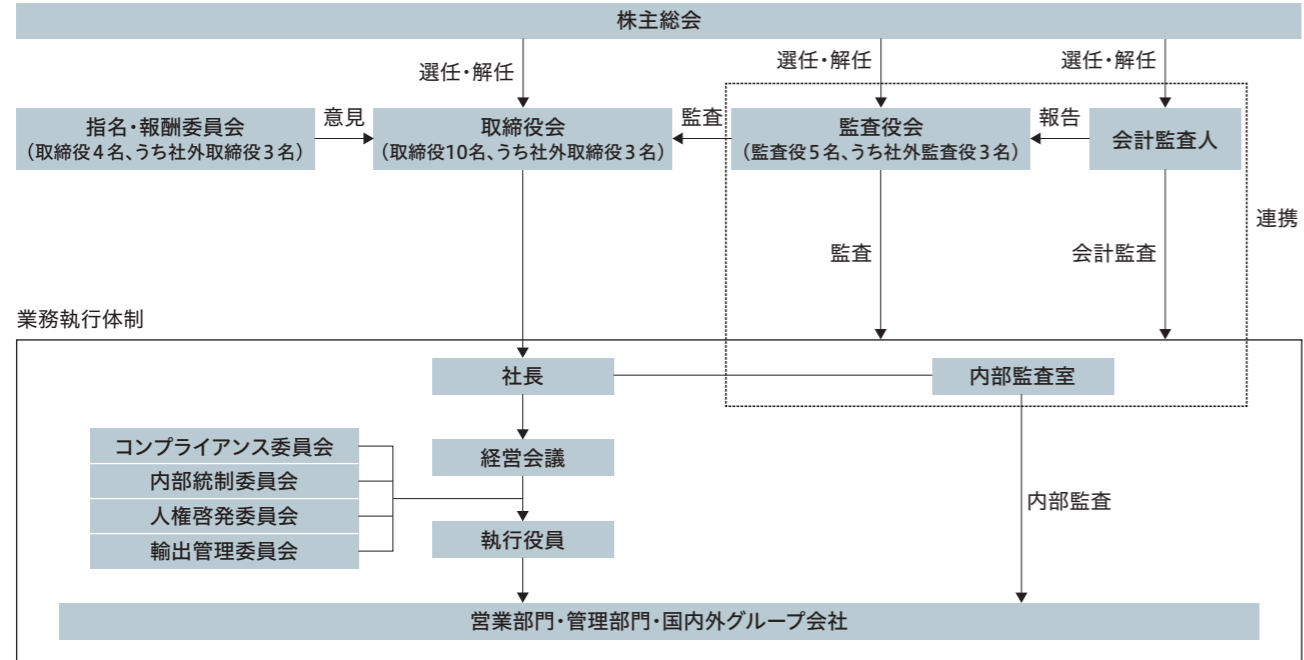 株主総会
選任・解任
選任・解任
選任・解任
指名・報酬委員会
（取締役4名、うち社外取締役3名）
意見
取締役会
（取締役10名、うち社外取締役3名）
監査
監査役会
（監査役5名、うち社外監査役3名）
報告
会計監査人
連携
監査
会計監査
業務執行体制
社長
内部監査室
コンプライアンス委員会
内部統制委員会
人権啓発委員会
輸出管理委員会
経営会議
執行役員
内部監査
営業部門・管理部門・国内外グループ会社